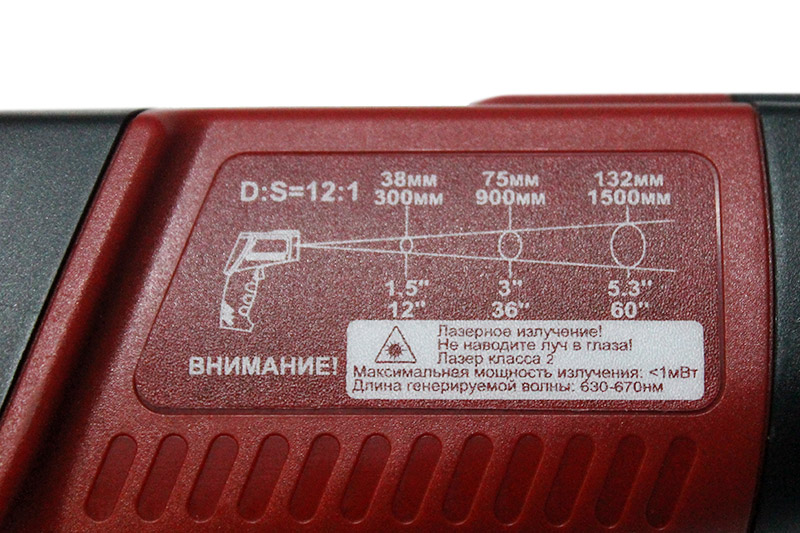 D:S=12:1
38мм 75мм 132мм
300мм 900мм 1500мм
1.5" 3" 5.3"
12" 36" 60"
ВНИМАНИЕ!
Лазерное излучение!
Не наводите луч в глаза!
Лазер класса 2
Максимальная мощность излучения: <1мВт
Длина генерируемой волны: 630-670нм